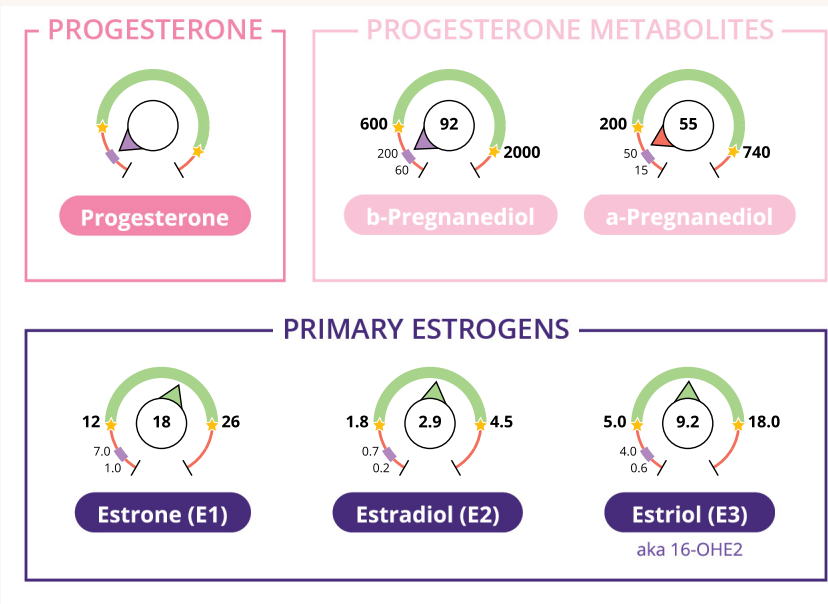 PROGESTERONE
Progesterone
PROGESTERONE METABOLITES
600
92
200
60
2000
b-Pregnanediol
200
55
50
15
740
a-Pregnanediol
PRIMARY ESTROGENS
12
18
26
7.0
1.0
Estrone (E1)
1.8
2.9
4.5
0.7
0.2
Estradiol (E2)
5.0
9.2
18.0
4.0
0.6
Estriol (E3)
aka 16-OHE2